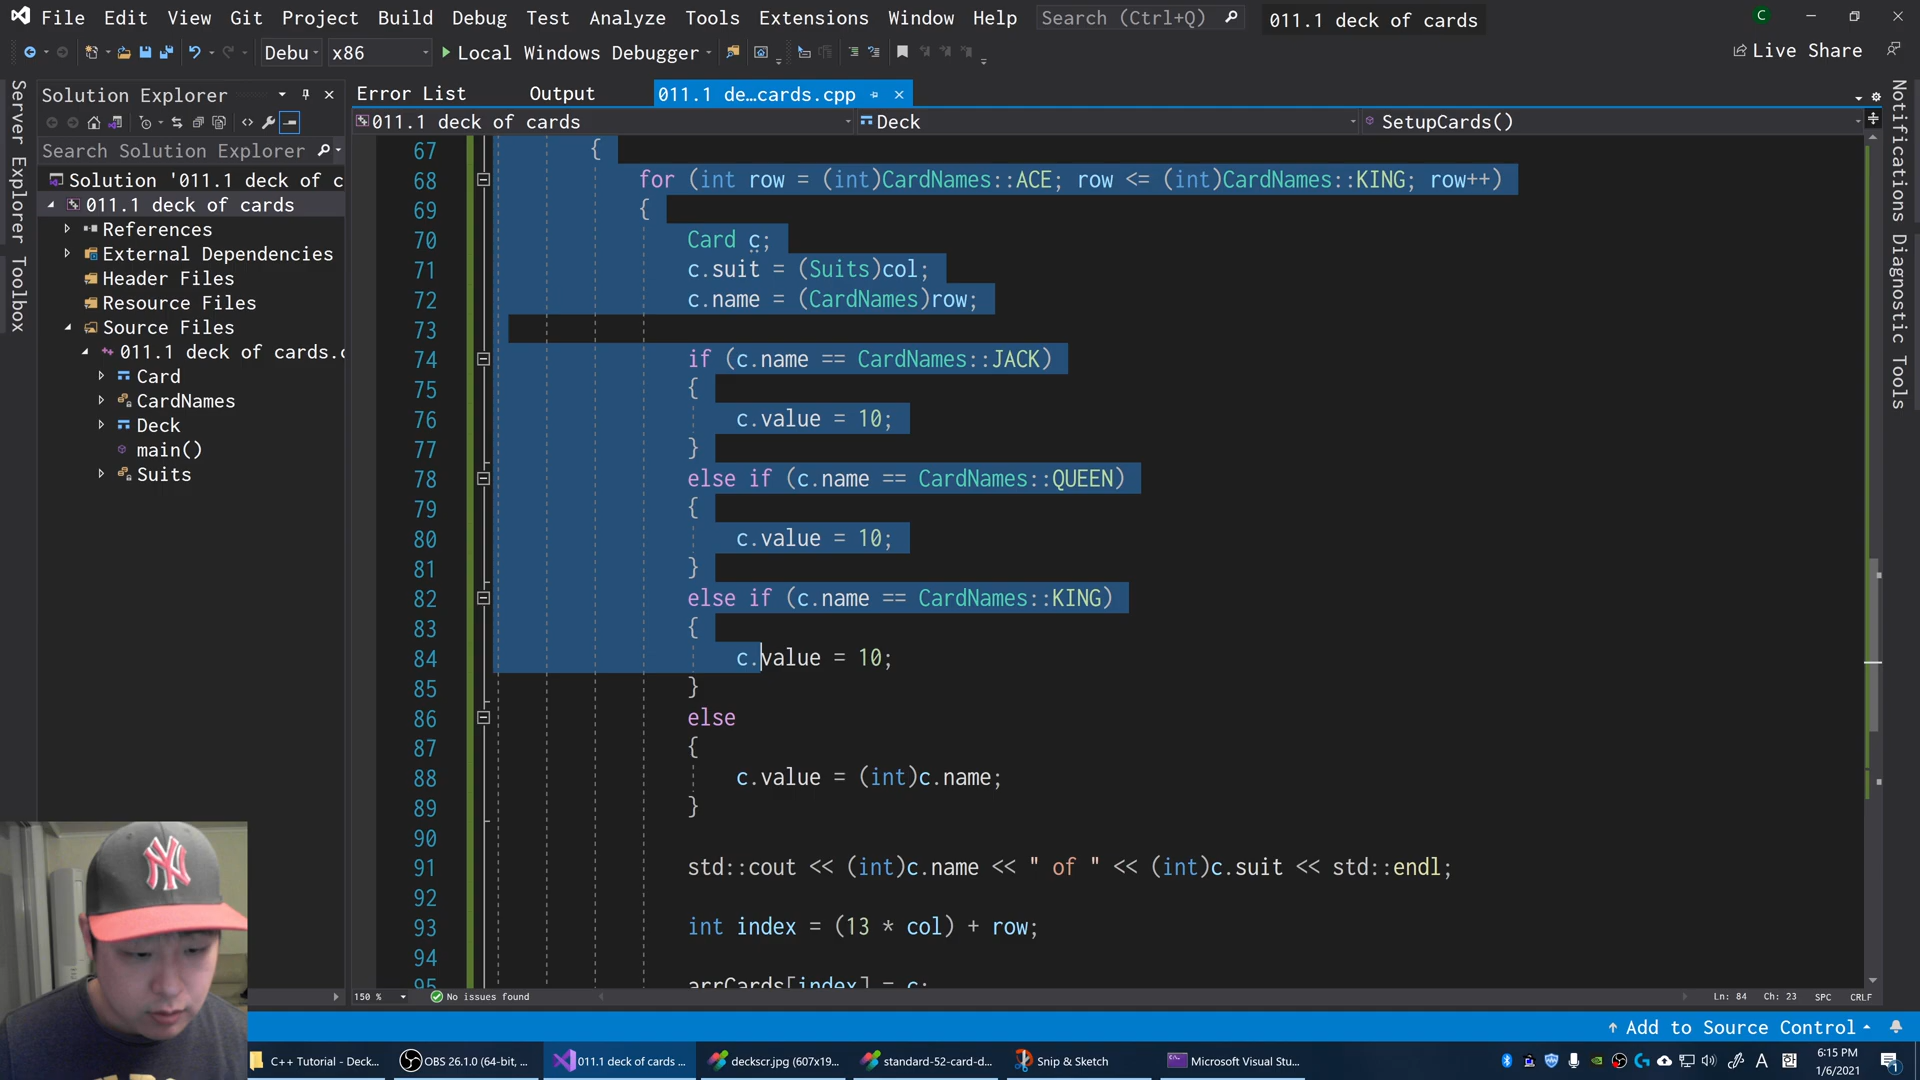 File Edit View Git Project Build Debug Test Analyze Tools Extensions Window Help Search (Ctrl+Q) 011.1 deck of cards C
Debu x86 Local Windows Debugger Live Share
Server Explorer Toolbox
Solution Explorer
Search Solution Explorer
Solution '011.1 deck of c
011.1 deck of cards
References
External Dependencies
Header Files
Resource Files
Source Files
011.1 deck of cards.c
Card
CardNames
Deck
main()
Suits
Error List Output 011.1 de...cards.cpp
011.1 deck of cards Deck SetupCards()
67 {
68 for (int row = (int)CardNames::ACE; row <= (int)CardNames::KING; row++)
69 {
70 Card c;
71 c.suit = (Suits)col;
72 c.name = (CardNames)row;
73
74 if (c.name == CardNames::JACK)
75 {
76 c.value = 10;
77 }
78 else if (c.name == CardNames::QUEEN)
79 {
80 c.value = 10;
81 }
82 else if (c.name == CardNames::KING)
83 {
84 c.value = 10;
85 }
86 else
87 {
88 c.value = (int)c.name;
89 }
90
91 std::cout << (int)c.name << " of " << (int)c.suit << std::endl;
92
93 int index = (13 * col) + row;
94
95 arrCards[index] = c;
Notifications Diagnostic Tools
150 % No issues found Ln: 84 Ch: 23 SPC CRLF
Add to Source Control
C++ Tutorial - Deck... OBS 26.1.0 (64-bit, ... 011.1 deck of cards ... deckscr.jpg (607x19... standard-52-card-d... Snip & Sketch Microsoft Visual Stu... A 한 6:15 PM
1/6/2021 1